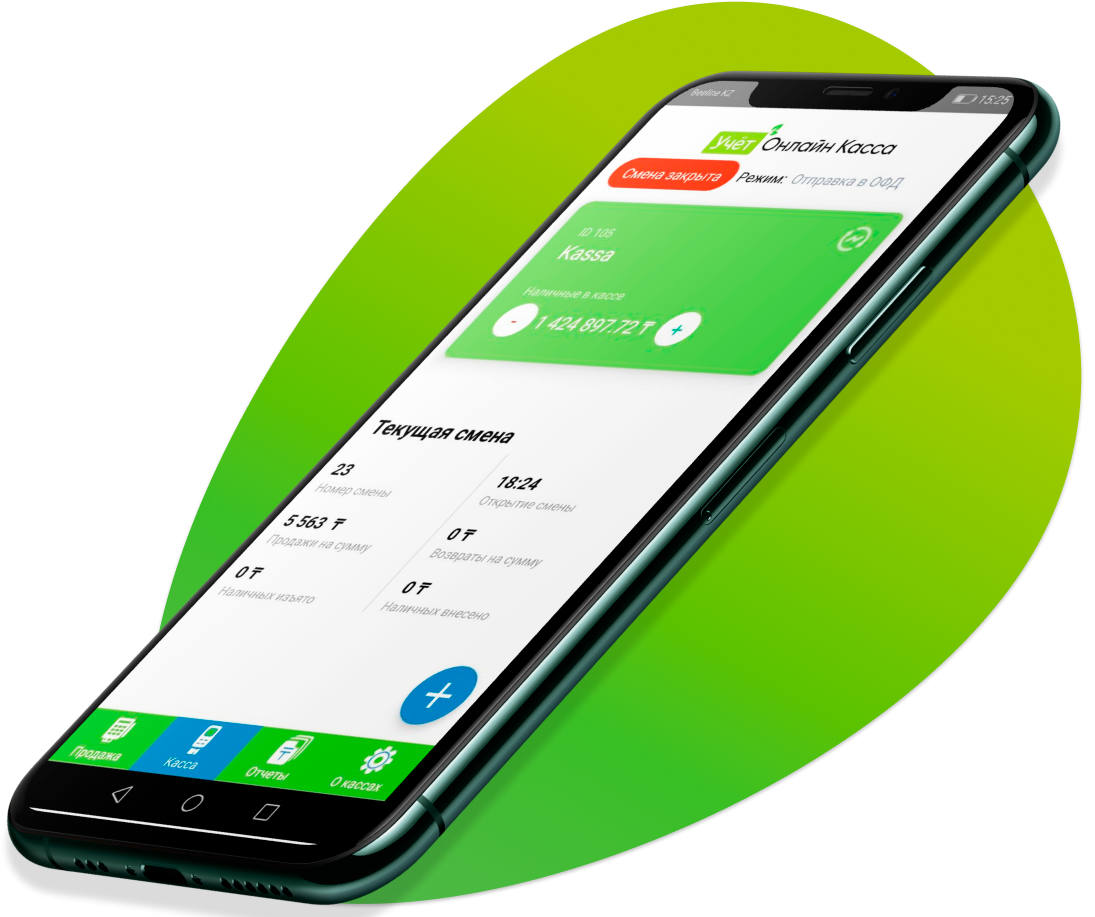 Beeline KZ 15:25
Учёт Онлайн Касса
Смена закрыта Режим: Отправка в ОФД
ID 105
Kassa
Наличные в кассе
- 1 424 897.72 ₸ +
Текущая смена
23
Номер смены
18:24
Открытие смены
5 563 ₸
Продажи на сумму
0 ₸
Возвраты на сумму
0 ₸
Наличных изъято
0 ₸
Наличных внесено
+
Продажа Касса Отчеты О кассах